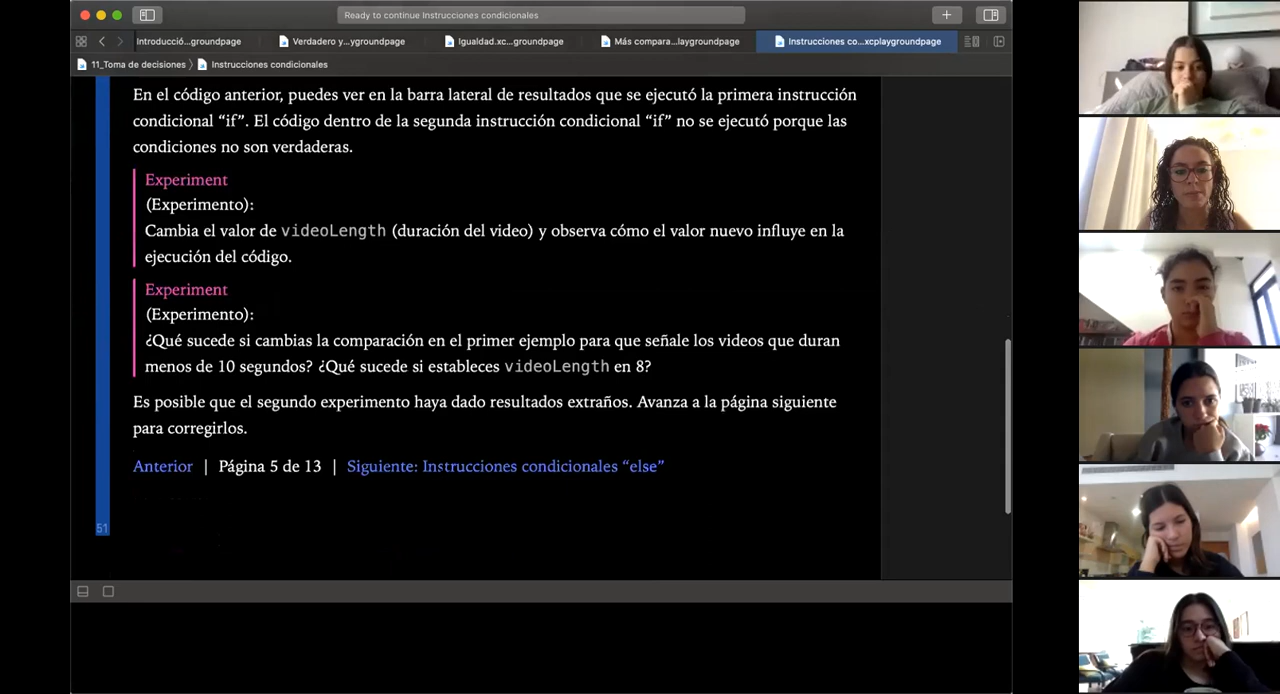 Ready to continue Instrucciones condicionales
Introducció...groundpage
Verdadero y...ygroundpage
Igualdad.xc...groundpage
Más compara...laygroundpage
Instrucciones co...xcplaygroundpage
11_Toma de decisiones
Instrucciones condicionales
En el código anterior, puedes ver en la barra lateral de resultados que se ejecutó la primera instrucción
condicional “if”. El código dentro de la segunda instrucción condicional “if” no se ejecutó porque las
condiciones no son verdaderas.
Experiment
(Experimento):
Cambia el valor de videoLength (duración del video) y observa cómo el valor nuevo influye en la
ejecución del código.
Experiment
(Experimento):
¿Qué sucede si cambias la comparación en el primer ejemplo para que señale los videos que duran
menos de 10 segundos? ¿Qué sucede si estableces videoLength en 8?
Es posible que el segundo experimento haya dado resultados extraños. Avanza a la página siguiente
para corregirlos.
Anterior | Página 5 de 13 | Siguiente: Instrucciones condicionales “else”
51